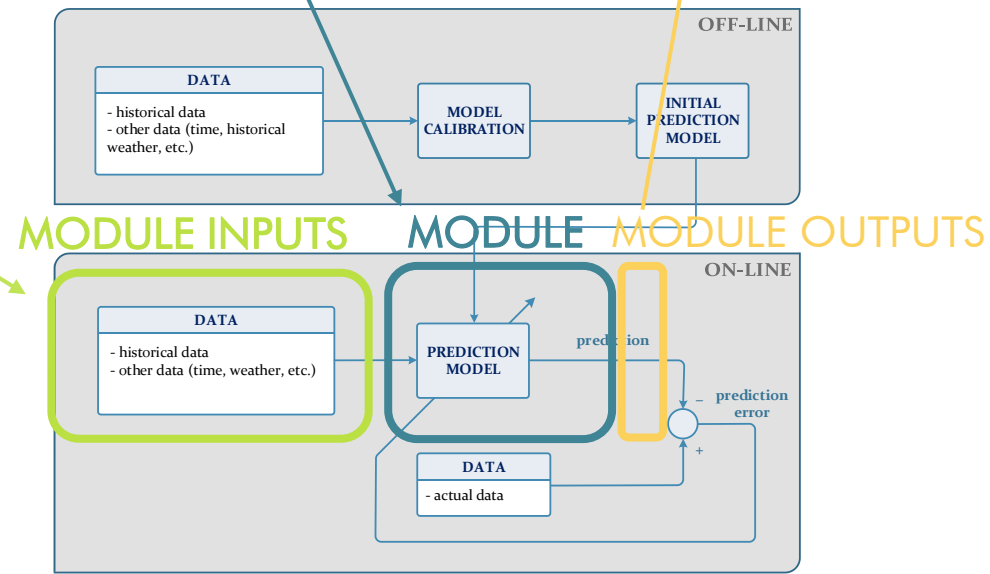 OFF-LINE
DATA
- historical data
- other data (time, historical
weather, etc.)
MODEL
CALIBRATION
INITIAL
PREDICTION
MODEL
MODULE INPUTS
MODULE
MODULE OUTPUTS
ON-LINE
DATA
- historical data
- other data (time, weather, etc.)
PREDICTION
MODEL
prediction
–
prediction
error
+
DATA
- actual data